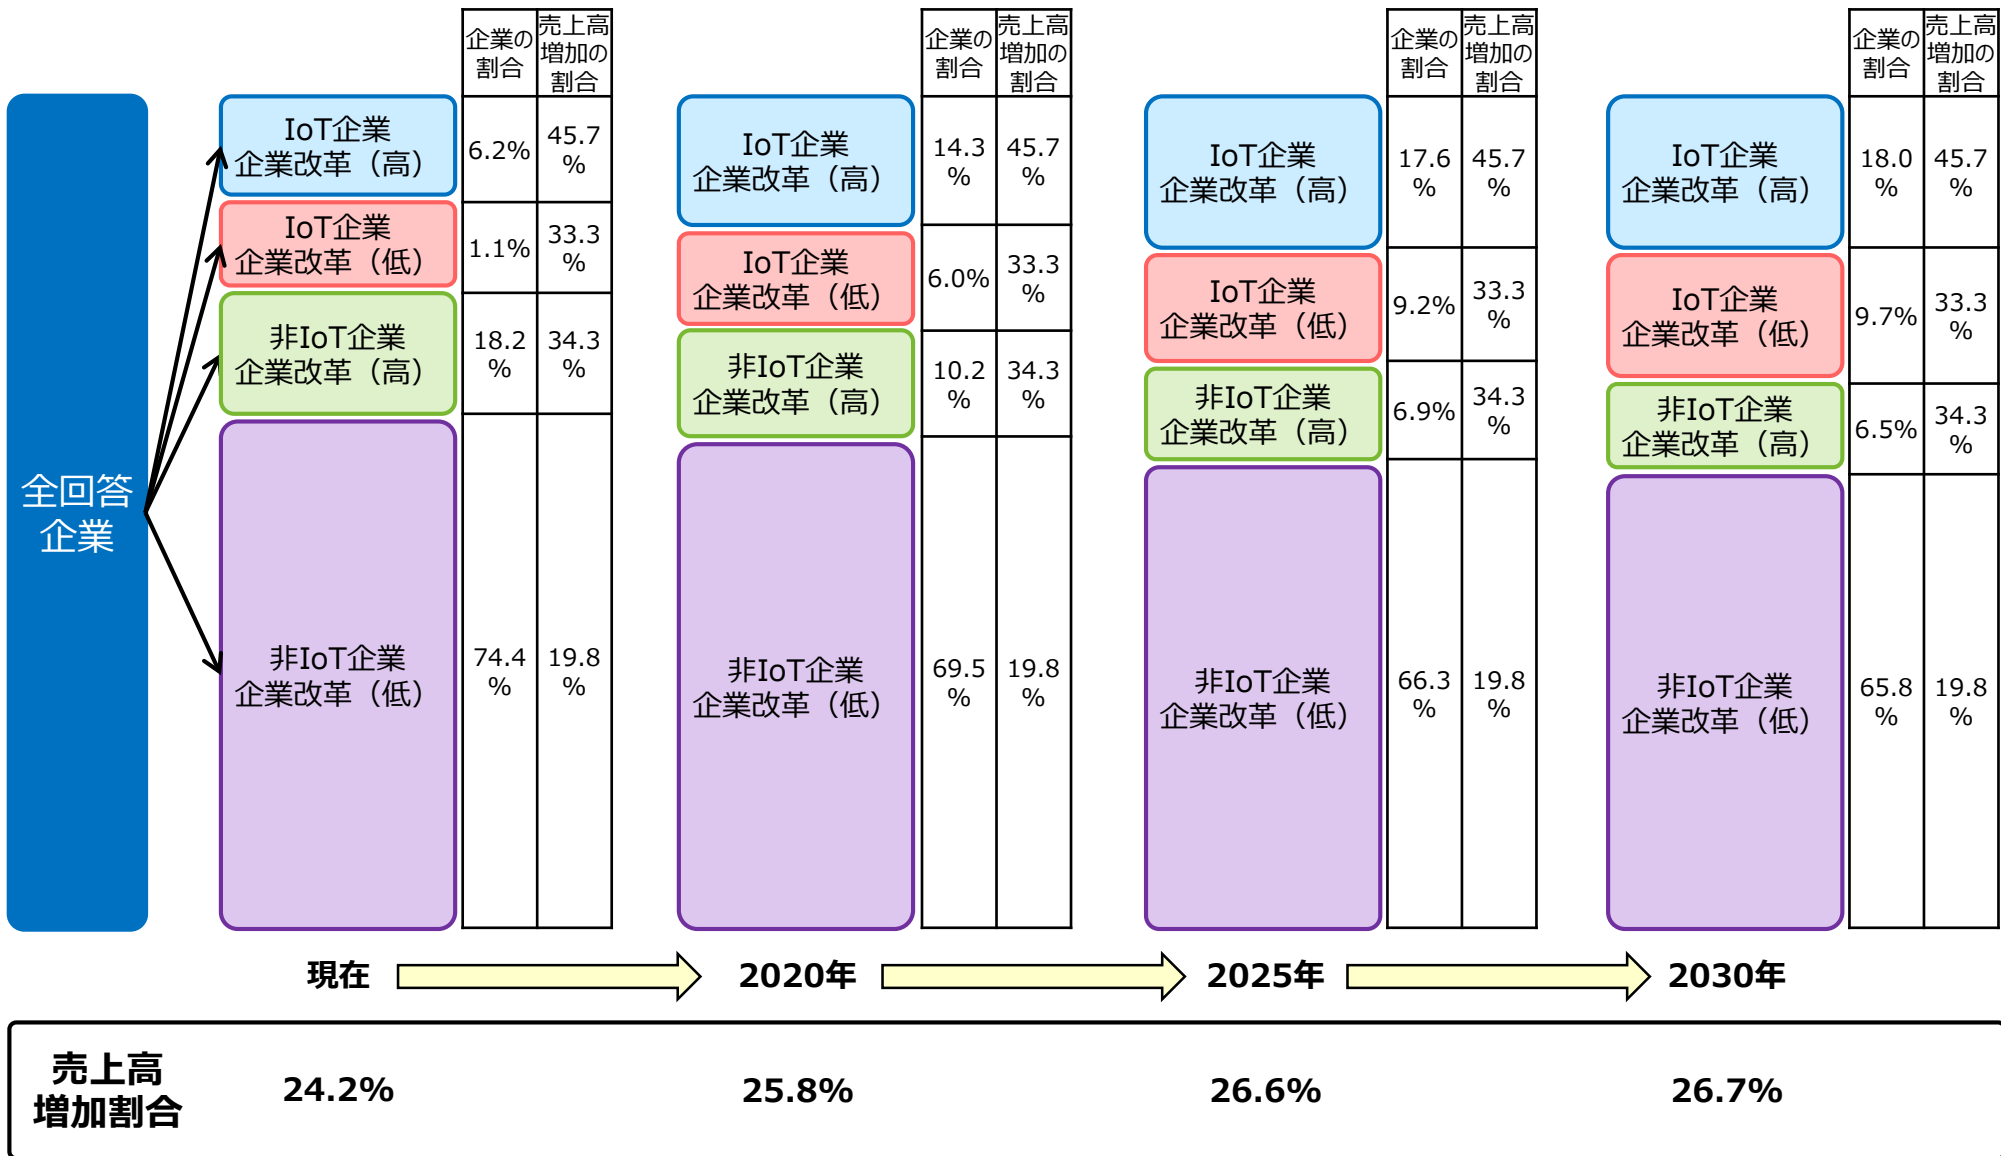 全回答
企業
企業の
割合
売上高
増加の
割合
IoT企業
企業改革（高）
6.2%
45.7
%
IoT企業
企業改革（低）
1.1%
33.3
%
非IoT企業
企業改革（高）
18.2
%
34.3
%
非IoT企業
企業改革（低）
74.4
%
19.8
%
企業の
割合
売上高
増加の
割合
IoT企業
企業改革（高）
14.3
%
45.7
%
IoT企業
企業改革（低）
6.0%
33.3
%
非IoT企業
企業改革（高）
10.2
%
34.3
%
非IoT企業
企業改革（低）
69.5
%
19.8
%
企業の
割合
売上高
増加の
割合
IoT企業
企業改革（高）
17.6
%
45.7
%
IoT企業
企業改革（低）
9.2%
33.3
%
非IoT企業
企業改革（高）
6.9%
34.3
%
非IoT企業
企業改革（低）
66.3
%
19.8
%
企業の
割合
売上高
増加の
割合
IoT企業
企業改革（高）
18.0
%
45.7
%
IoT企業
企業改革（低）
9.7%
33.3
%
非IoT企業
企業改革（高）
6.5%
34.3
%
非IoT企業
企業改革（低）
65.8
%
19.8
%
現在
2020年
2025年
2030年
売上高
増加割合
24.2%
25.8%
26.6%
26.7%